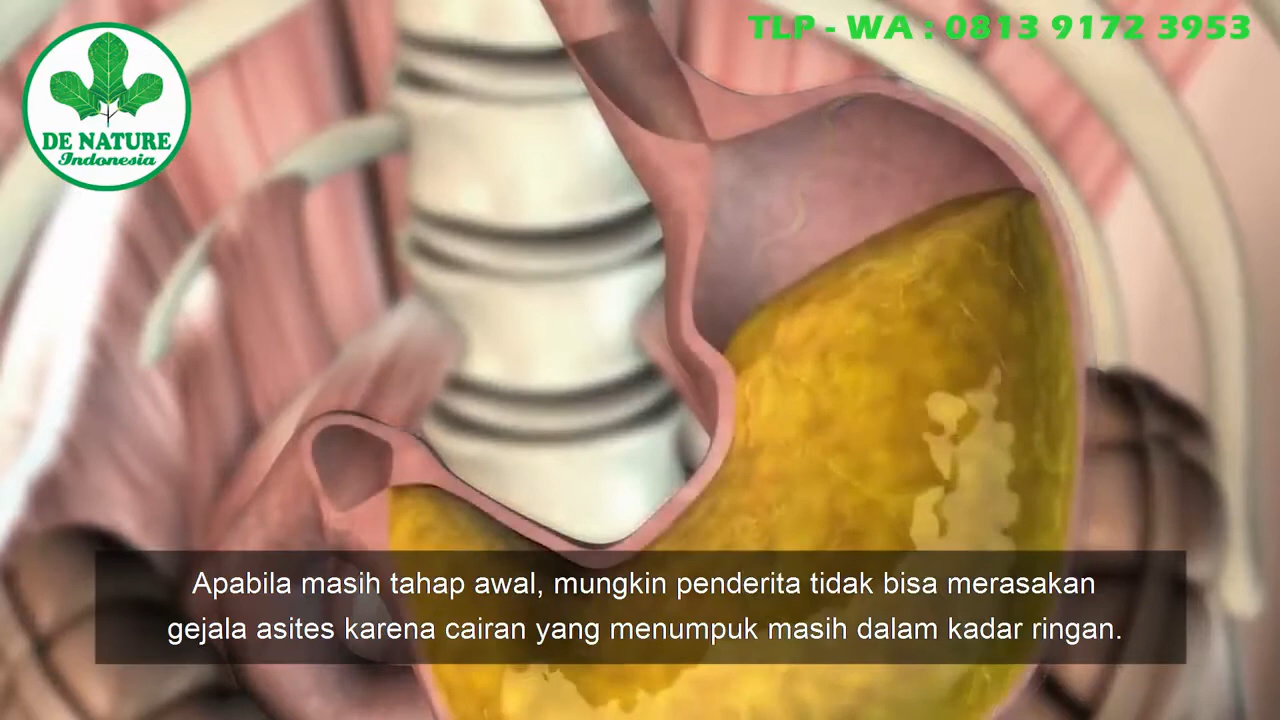 TLP - WA : 0813 9172 3953
DE NATURE
Indonesia
Apabila masih tahap awal, mungkin penderita tidak bisa merasakan
gejala asites karena cairan yang menumpuk masih dalam kadar ringan.